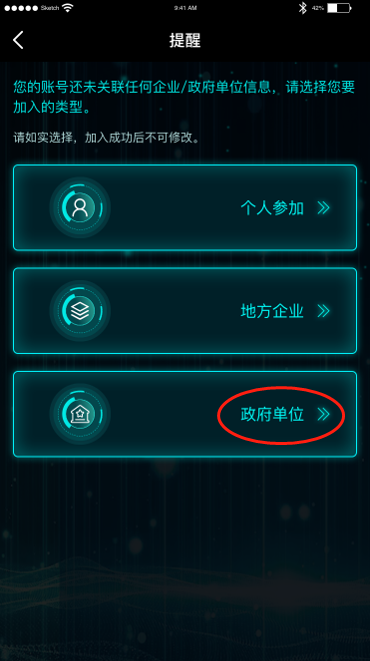 Sketch
9:41 AM
42%
提醒
您的账号还未关联任何企业/政府单位信息，请选择您要
加入的类型。
请如实选择，加入成功后不可修改。
个人参加
地方企业
政府单位